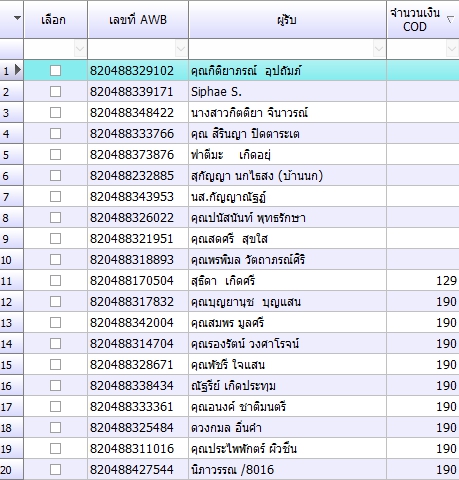 เลือก เลขที่ AWB ผู้รับ จำนวนเงิน COD
1 820488329102 คุณกิติยาภรณ์ อุปถัมภ์
2 820488339171 Siphae S.
3 820488348422 นางสาวกิตติยา จีนาวรณ์
4 820488333766 คุณ สิรินญา ปิดตาระเต
5 820488373876 ฟาตีมะ เกิดอยู่
6 820488232885 สุกัญญา นกไธสง (บ้านนก)
7 820488343953 นส.กัญญาณัฐฏ์
8 820488326022 คุณปนัสนันท์ พุทธรักษา
9 820488321951 คุณสดศรี สุขใส
10 820488318893 คุณพรพิมล วัตถาภรณ์ศิริ
11 820488170504 สุธิดา เกิดศรี 129
12 820488317832 คุณบุญยานุช บุญแสน 190
13 820488342004 คุณสมพร มูลศรี 190
14 820488314704 คุณรองรัตน์ วงศาโรจน์ 190
15 820488328671 คุณพัชรี ใจแสน 190
16 820488338434 ณัฐรีย์ เกิดประทุม 190
17 820488333361 คุณอนงค์ ชาติมนตรี 190
18 820488325484 ดวงกมล อิ่นคำ 190
19 820488311016 คุณประไพพักตร์ ผิวชื่น 190
20 820488427544 นิภาวรรณ /8016 190